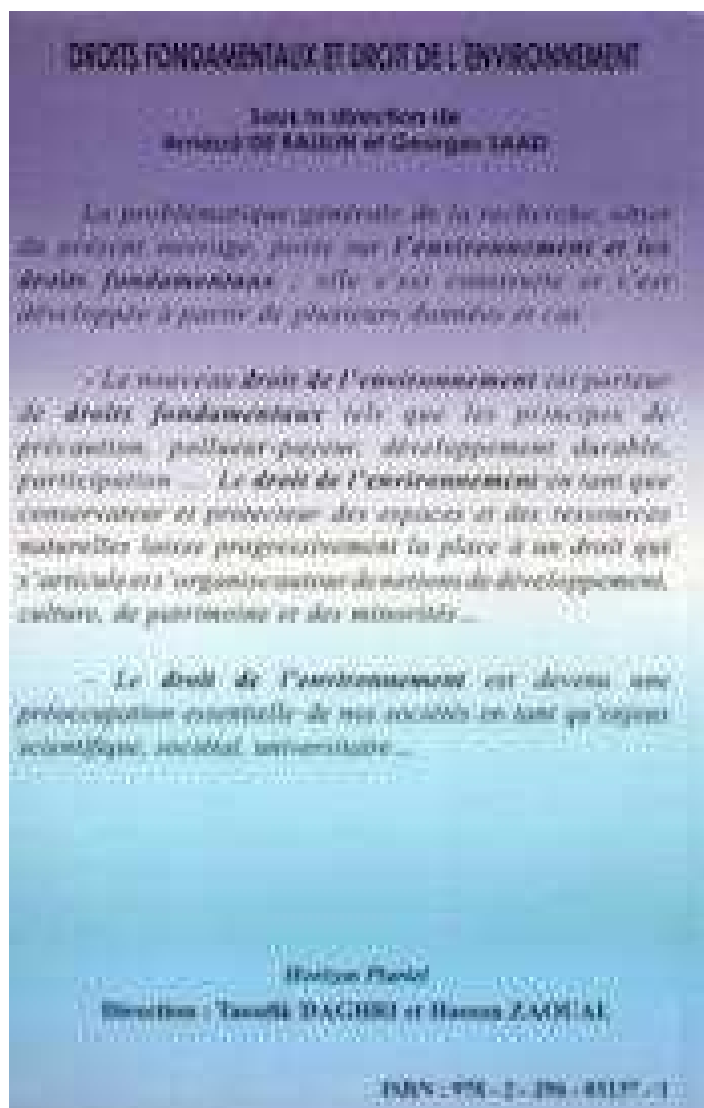 DROITS FONDAMENTAUX ET DROIT DE L'ENVIRONNEMENT
Sous la direction de
Arnaud DE RAULIN et Georges SAAD
La problématique générale de la recherche, objet
du présent ouvrage, porte sur l'environnement et les
droits fondamentaux ; elle s'est construite et s'est
développée à partir de plusieurs données et cas :
- Le nouveau droit de l'environnement est porteur
de droits fondamentaux tels que les principes de
précaution, pollueur-payeur, développement durable,
participation ... Le droit de l'environnement en tant que
conservateur et protecteur des espaces et des ressources
naturelles laisse progressivement la place à un droit qui
s'articule et s'organise autour de notions de développement,
culture, de patrimoine et des minorités ...
- Le droit de l'environnement est devenu une
préoccupation essentielle de nos sociétés en tant qu'enjeu
scientifique, sociétal, universitaire ...
Horizon Pluriel
Direction : Taoufik DAGHRI et Hassan ZAOUAL
ISBN : 978 - 2 -